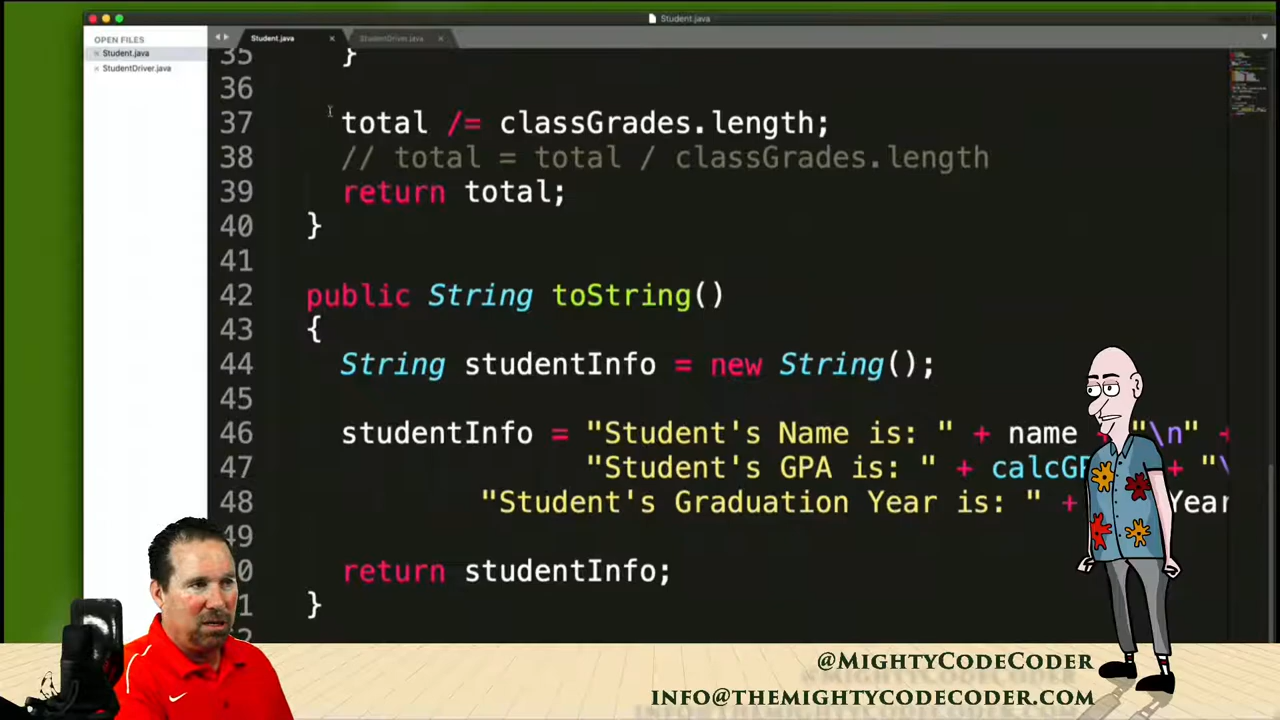 Student.java
OPEN FILES
Student.java
StudentDriver.java
Student.java
StudentDriver.java
35 }
36
37 total /= classGrades.length;
38 // total = total / classGrades.length
39 return total;
40 }
41
42 public String toString()
43 {
44 String studentInfo = new String();
45
46 studentInfo = "Student's Name is: " + name + "\n" +
47 "Student's GPA is: " + calcGP + "\
48 "Student's Graduation Year is: " + Year
49
0 return studentInfo;
1 }
@MIGHTYCODECODER
INFO@THEMIGHTYCODECODER.COM